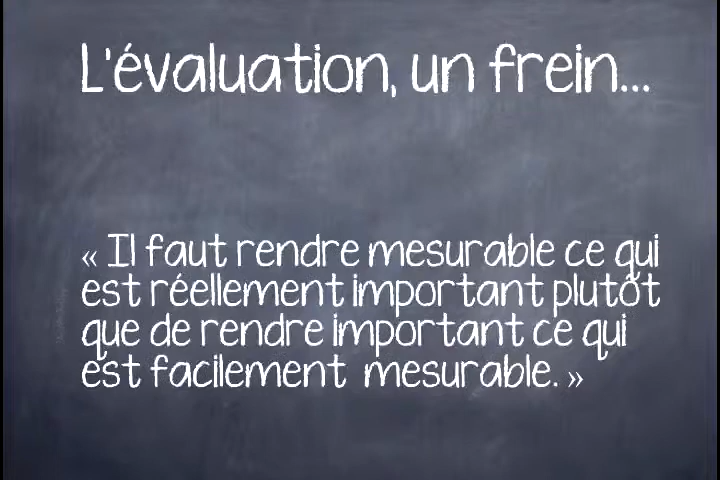 L'évaluation, un frein...
« Il faut rendre mesurable ce qui
est réellement important plutôt
que de rendre important ce qui
est facilement mesurable. »